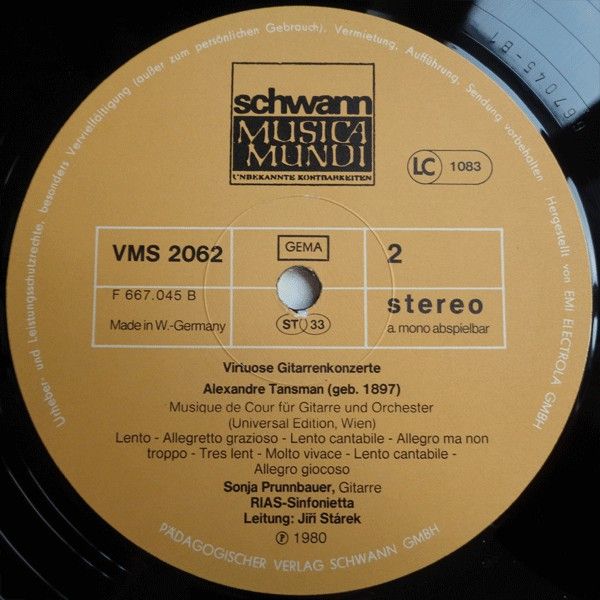 schwann
MUSICA
MUNDI
UNBEKANNTE KOSTBARKEITEN
LC 1083
VMS 2062
GEMA
2
F 667.045 B
stereo
Made in W.-Germany
ST 33
a. mono abspielbar
Virtuose Gitarrenkonzerte
Alexandre Tansman (geb. 1897)
Musique de Cour für Gitarre und Orchester
(Universal Edition, Wien)
Lento - Allegretto grazioso - Lento cantabile - Allegro ma non
troppo - Tres lent - Molto vivace - Lento cantabile -
Allegro giocoso
Sonja Prunnbauer, Gitarre
RIAS-Sinfonietta
Leitung: Jiří Stárek
℗ 1980
PÄDAGOGISCHER VERLAG SCHWANN GMBH
Urheber und Leistungsschutzrechte, besonders Vervielfältigung (außer zum persönlichen Gebrauch), Vermietung, Aufführung, Sendung vorbehalten Hergestellt von EMI ELECTROLA GMBH